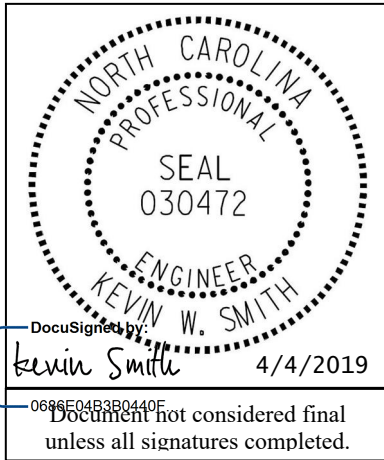 NORTH CAROLINA
PROFESSIONAL
SEAL
030472
ENGINEER
KEVIN W. SMITH
DocuSigned by:
Kevin Smith 4/4/2019
0686E04B3B0440F...
Document not considered final
unless all signatures completed.